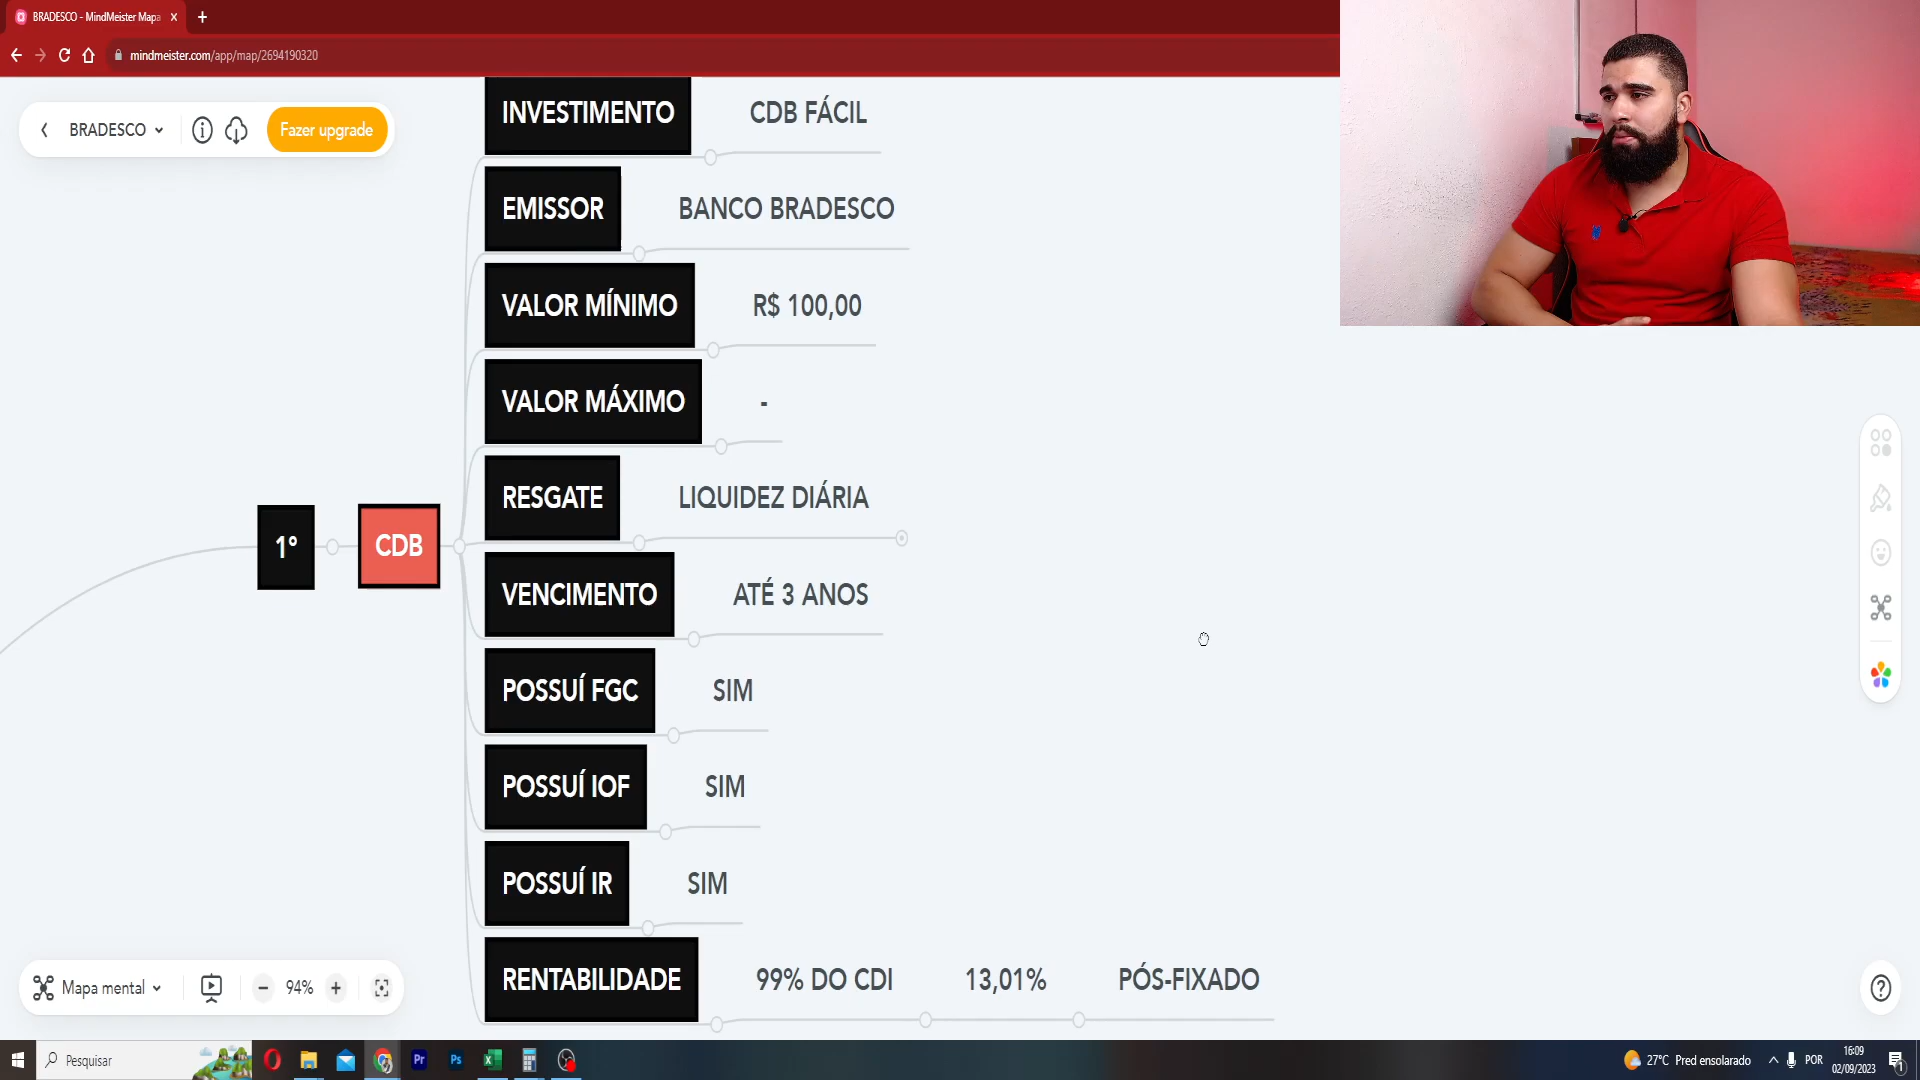 BRADESCO - MindMeister Mapa
mindmeister.com/app/map/2694190320
BRADESCO
Fazer upgrade
INVESTIMENTO CDB FÁCIL
EMISSOR BANCO BRADESCO
VALOR MÍNIMO R$ 100,00
VALOR MÁXIMO -
RESGATE LIQUIDEZ DIÁRIA
1° CDB
VENCIMENTO ATÉ 3 ANOS
POSSUÍ FGC SIM
POSSUÍ IOF SIM
POSSUÍ IR SIM
RENTABILIDADE 99% DO CDI 13,01% PÓS-FIXADO
Mapa mental 94%
Pesquisar
Pr
Ps
27°C Pred ensolarado
POR
16:09
02/09/2023
1